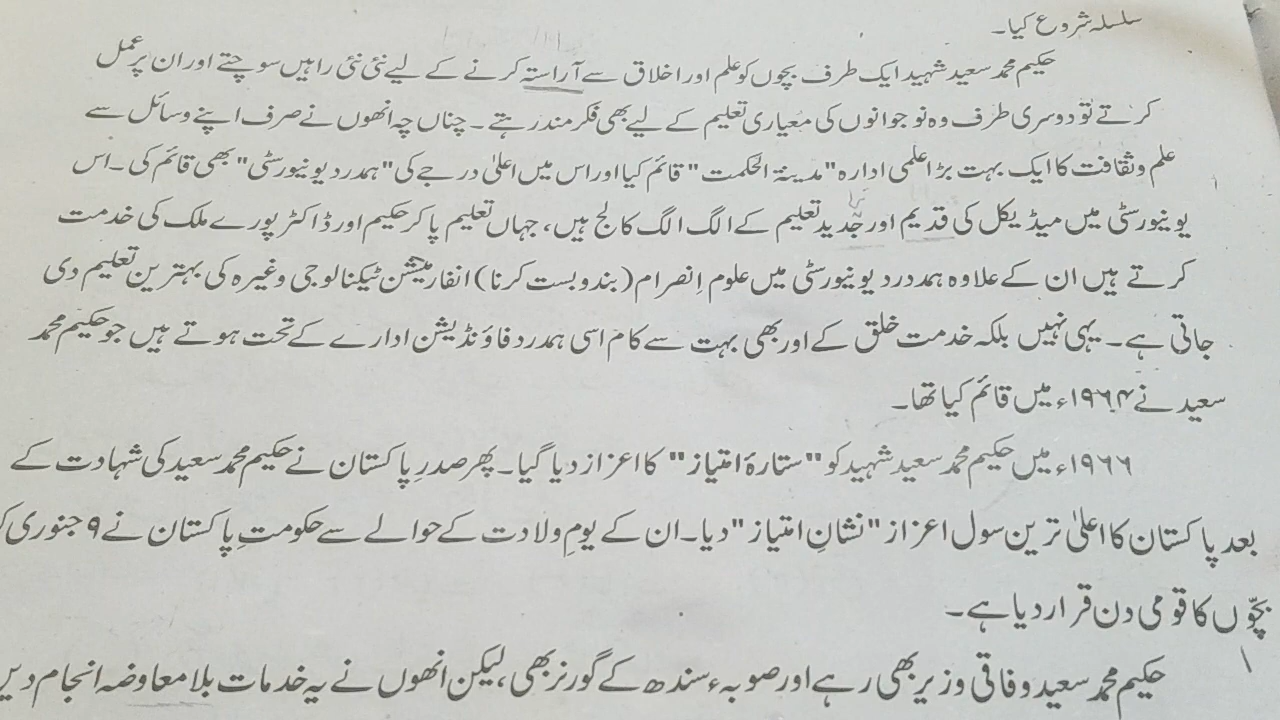 سلسلہ شروع کیا۔
حکیم محمد سعید شہید ایک طرف بچوں کو علم اور اخلاق سے آراستہ کرنے کے لیے نئی نئی راہیں سوچتے اور ان پر عمل
کرتے تو دوسری طرف وہ نوجوانوں کی معیاری تعلیم کے لیے بھی فکر مند رہتے۔ چناں چہ انھوں نے صرف اپنے وسائل سے
علم و ثقافت کا ایک بہت بڑا علمی ادارہ "مدینۃ الحکمت" قائم کیا اور اس میں اعلیٰ درجے کی "ہمدرد یونیورسٹی" بھی قائم کی۔ اس
یونیورسٹی میں میڈیکل کی قدیم اور جدید تعلیم کے الگ الگ کالج ہیں، جہاں تعلیم پا کر حکیم اور ڈاکٹر پورے ملک کی خدمت
کرتے ہیں ان کے علاوہ ہمدرد یونیورسٹی میں علوم اِنصرام (بندوبست کرنا) انفارمیشن ٹیکنالوجی وغیرہ کی بہترین تعلیم دی
جاتی ہے۔ یہی نہیں بلکہ خدمت خلق کے اور بھی بہت سے کام اسی ہمدرد فاؤنڈیشن ادارے کے تحت ہوتے ہیں جو حکیم محمد
سعید نے ۱۹۶۴ء میں قائم کیا تھا۔
۱۹۶۶ء میں حکیم محمد سعید شہید کو "ستارۂ امتیاز" کا اعزاز دیا گیا۔ پھر صدرِ پاکستان نے حکیم محمد سعید کی شہادت کے
بعد پاکستان کا اعلیٰ ترین سول اعزاز "نشانِ امتیاز" دیا۔ ان کے یومِ ولادت کے حوالے سے حکومتِ پاکستان نے ۹ جنوری کو
بچّوں کا قومی دن قرار دیا ہے۔
حکیم محمد سعید وفاقی وزیر بھی رہے اور صوبہء سندھ کے گورنر بھی، لیکن انھوں نے یہ خدمات بلا معاوضہ انجام دیں